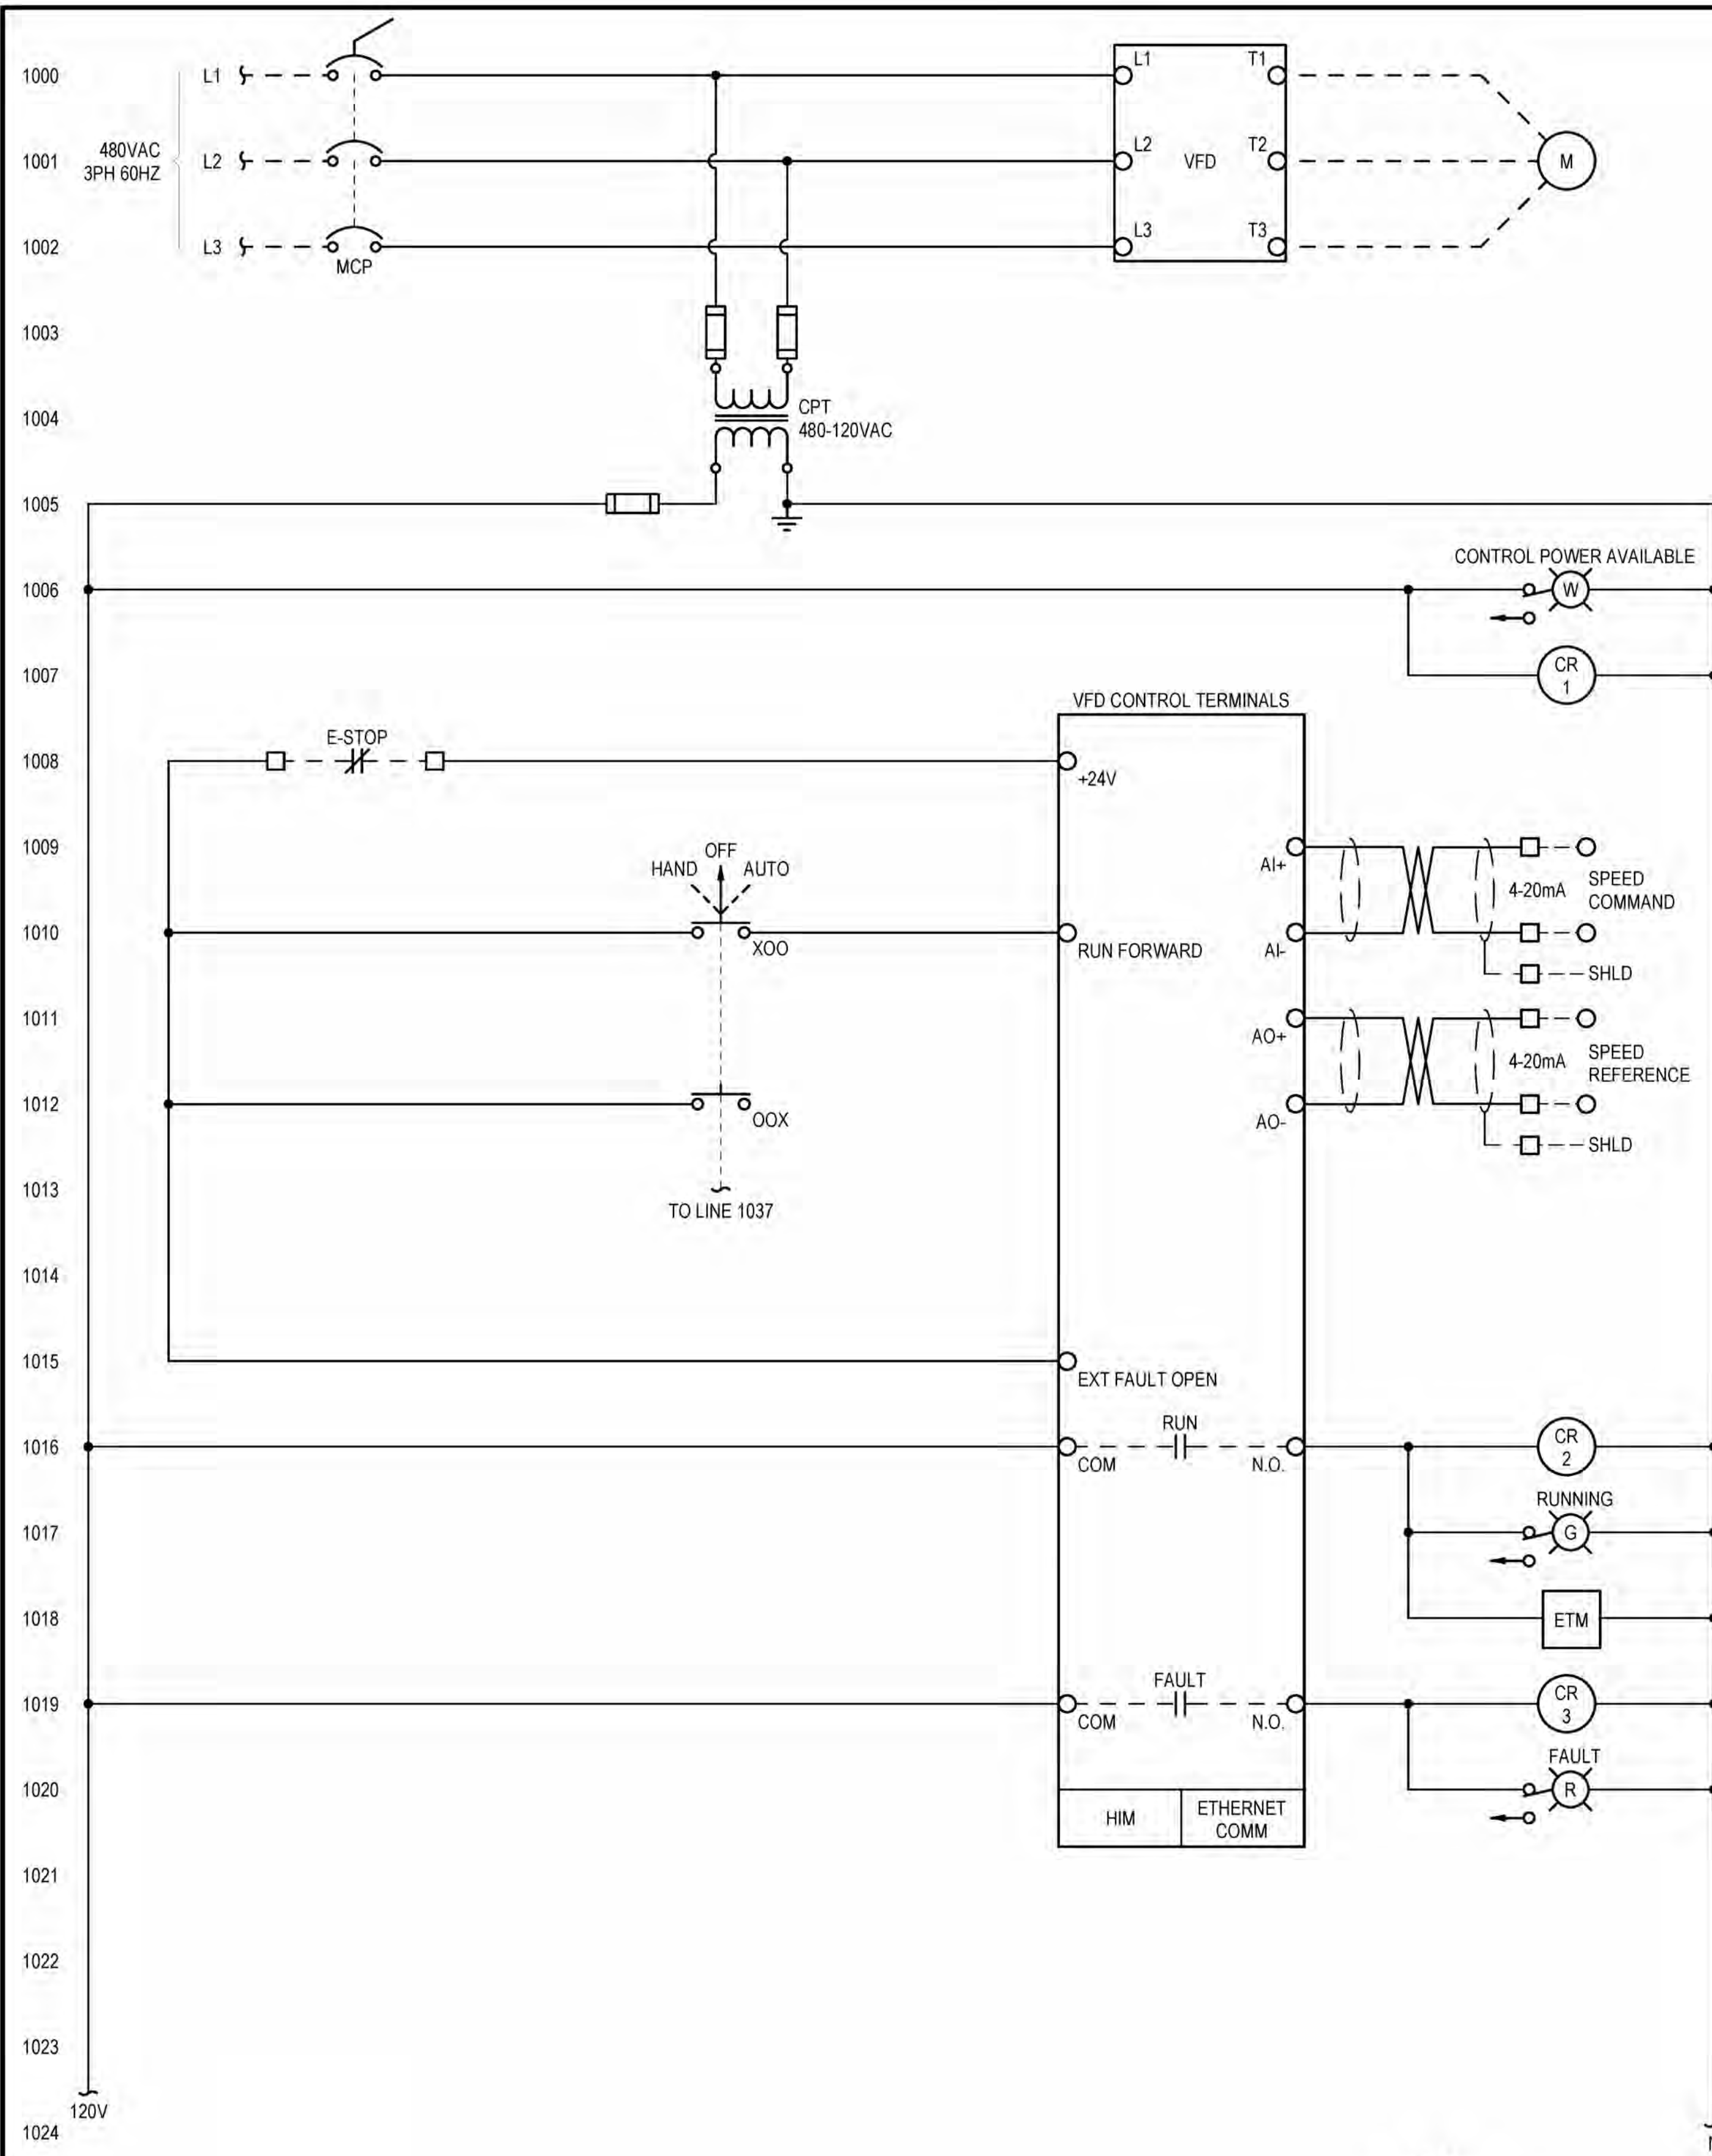 1000
L1
L1
T1
480VAC
3PH 60HZ
1001
L2
L2
VFD
T2
M
1002
L3
MCP
L3
T3
1003
1004
CPT
480-120VAC
1005
CONTROL POWER AVAILABLE
1006
W
1007
CR
1
VFD CONTROL TERMINALS
E-STOP
1008
+24V
1009
HAND
OFF
AUTO
AI+
4-20mA
SPEED
COMMAND
1010
XOO
RUN FORWARD
AI-
SHLD
1011
AO+
4-20mA
SPEED
REFERENCE
1012
OOX
AO-
SHLD
1013
TO LINE 1037
1014
1015
EXT FAULT OPEN
RUN
1016
COM
N.O.
CR
2
RUNNING
1017
G
1018
ETM
FAULT
1019
COM
N.O.
CR
3
FAULT
1020
R
HIM
ETHERNET
COMM
1021
1022
1023
120V
1024